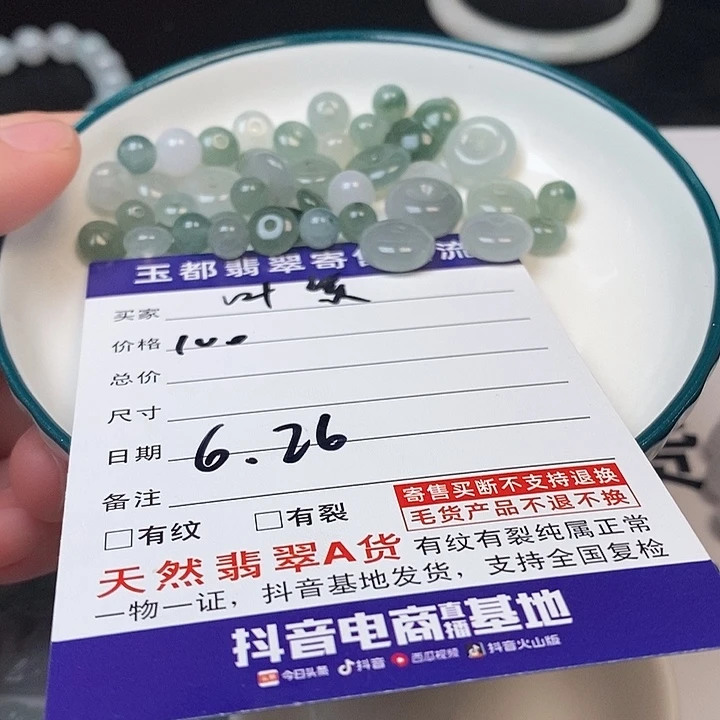 玉都翡翠寄售 流
买家 叶
价格 100
总价
尺寸
日期 6.26
备注
□有纹 □有裂
寄售买断不支持退换
毛货产品不退不换
天然翡翠A货 有纹有裂纯属正常
一物一证，抖音基地发货，支持全国复检
抖音电商直播基地
今日头条 抖音 西瓜视频 抖音火山版